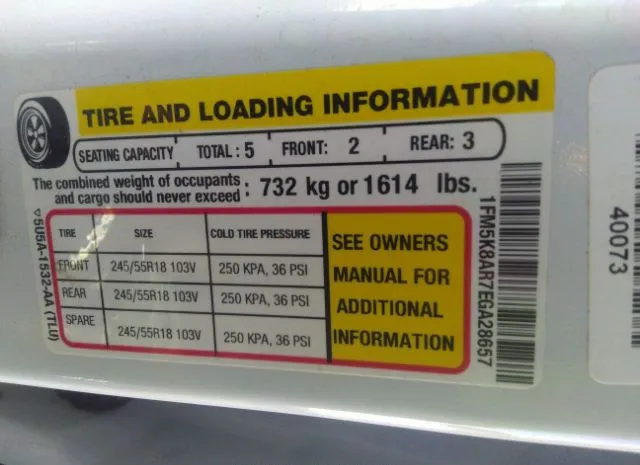 TIRE AND LOADING INFORMATION
SEATING CAPACITY TOTAL: 5 FRONT: 2 REAR: 3
The combined weight of occupants
and cargo should never exceed : 732 kg or 1614 lbs.
TIRE SIZE COLD TIRE PRESSURE
FRONT 245/55R18 103V 250 KPA, 36 PSI
REAR 245/55R18 103V 250 KPA, 36 PSI
SPARE 245/55R18 103V 250 KPA, 36 PSI
SEE OWNERS
MANUAL FOR
ADDITIONAL
INFORMATION
▽5U5A-1532-AA (TLU)
1FM5K8AR7EGA28657
40073